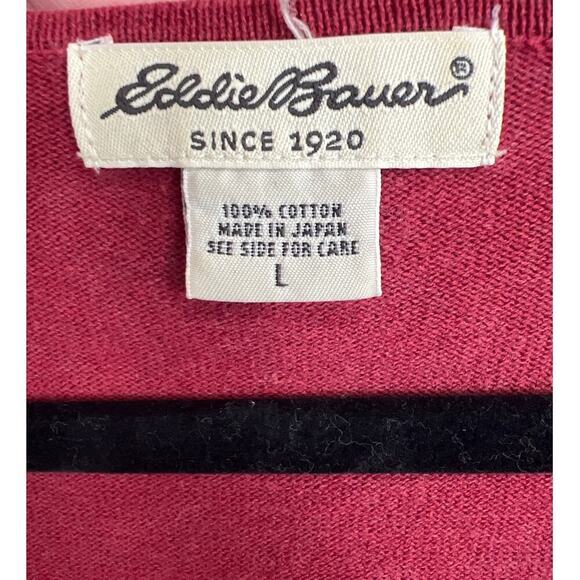 Eddie Bauer®
SINCE 1920
100% COTTON
MADE IN JAPAN
SEE SIDE FOR CARE
L